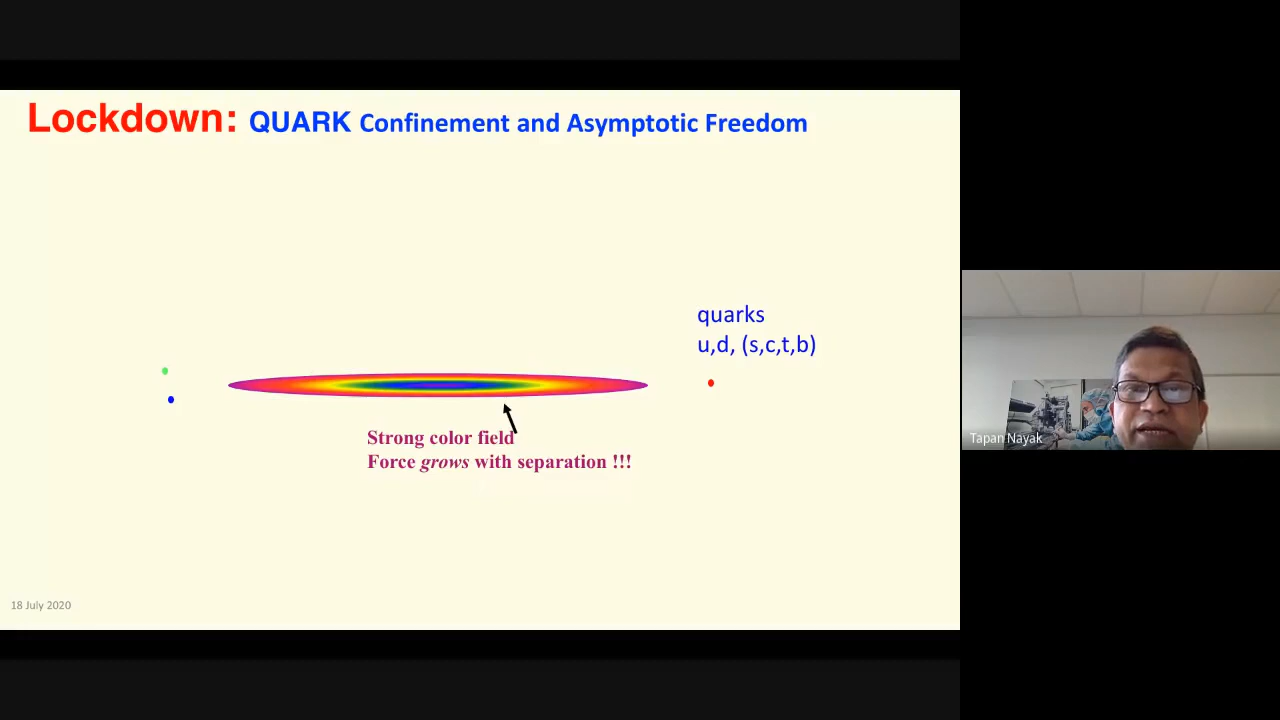 Lockdown: QUARK Confinement and Asymptotic Freedom
quarks
u,d, (s,c,t,b)
Strong color field
Force grows with separation !!!
18 July 2020
Tapan Nayak